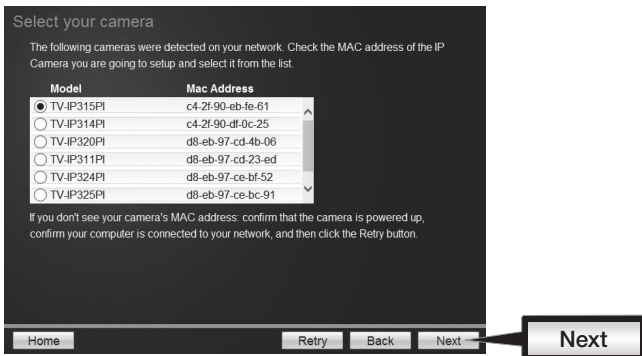 Select your camera
The following cameras were detected on your network. Check the MAC address of the IP
Camera you are going to setup and select it from the list.
Model Mac Address
TV-IP315PI c4-2f-90-eb-fe-61
TV-IP314PI c4-2f-90-df-0c-25
TV-IP320PI d8-eb-97-cd-4b-06
TV-IP311PI d8-eb-97-cd-23-ed
TV-IP324PI d8-eb-97-ce-bf-52
TV-IP325PI d8-eb-97-ce-bc-91
If you don't see your camera's MAC address: confirm that the camera is powered up,
confirm your computer is connected to your network, and then click the Retry button.
Home Retry Back Next
Next